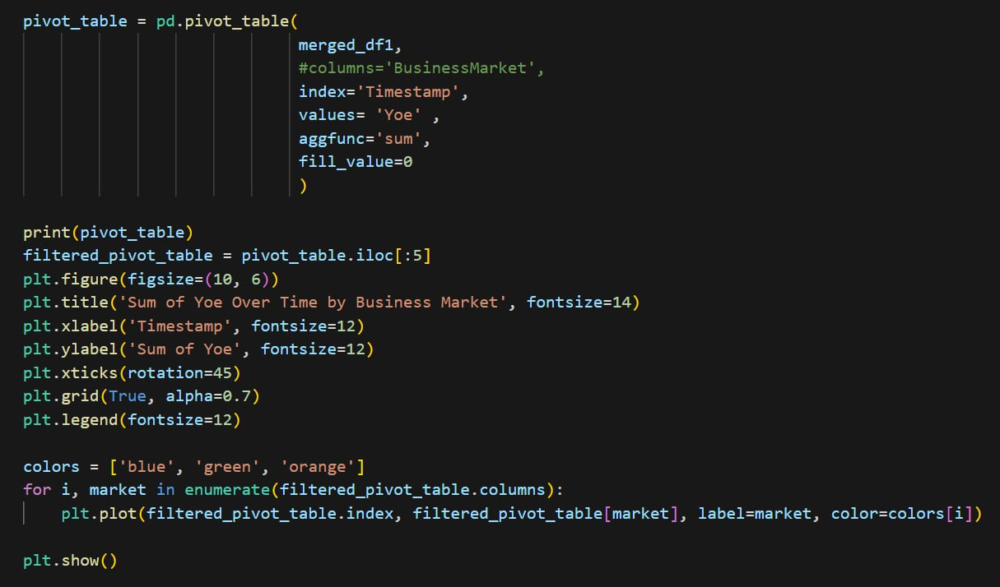 pivot_table = pd.pivot_table(
merged_df1,
#columns='BusinessMarket',
index='Timestamp',
values= 'Yoe' ,
aggfunc='sum',
fill_value=0
)
print(pivot_table)
filtered_pivot_table = pivot_table.iloc[:5]
plt.figure(figsize=(10, 6))
plt.title('Sum of Yoe Over Time by Business Market', fontsize=14)
plt.xlabel('Timestamp', fontsize=12)
plt.ylabel('Sum of Yoe', fontsize=12)
plt.xticks(rotation=45)
plt.grid(True, alpha=0.7)
plt.legend(fontsize=12)
colors = ['blue', 'green', 'orange']
for i, market in enumerate(filtered_pivot_table.columns):
plt.plot(filtered_pivot_table.index, filtered_pivot_table[market], label=market, color=colors[i])
plt.show()